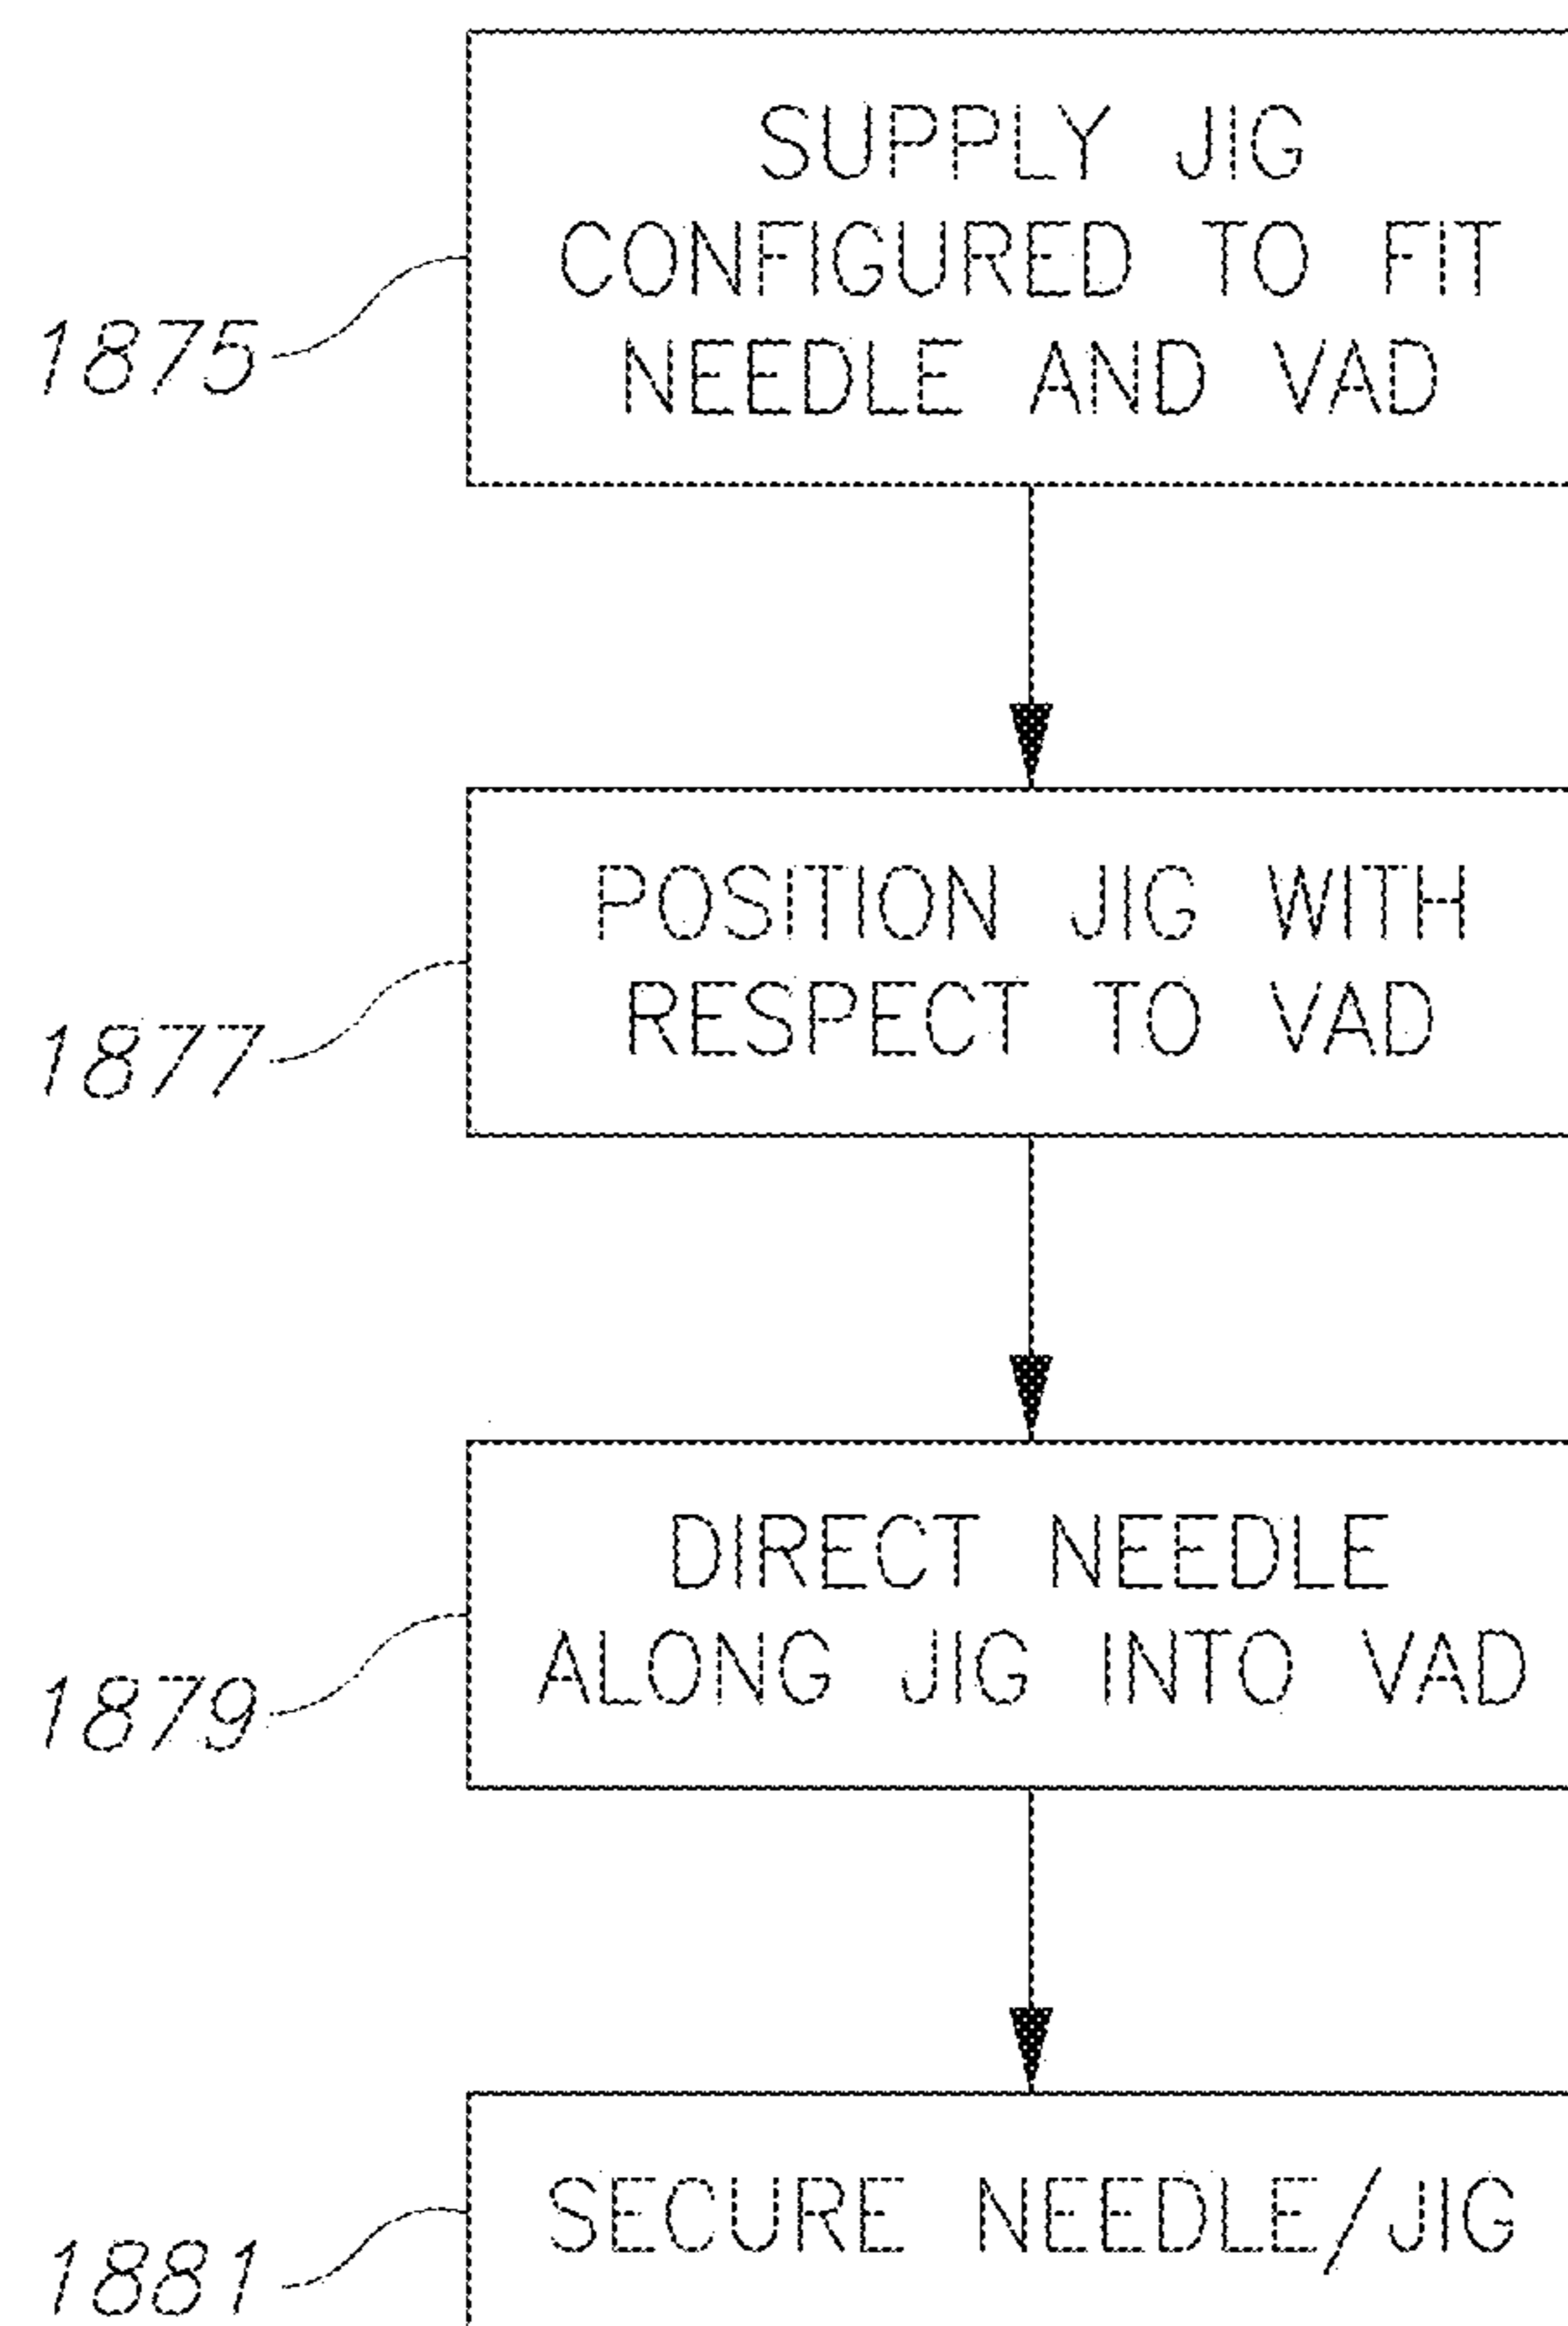 SUPPLY JIG
CONFIGURED TO FIT
NEEDLE AND VAD
1875
POSITION JIG WITH
RESPECT TO VAD
1877
DIRECT NEEDLE
ALONG JIG INTO VAD
1879
SECURE NEEDLE/JIG
1881